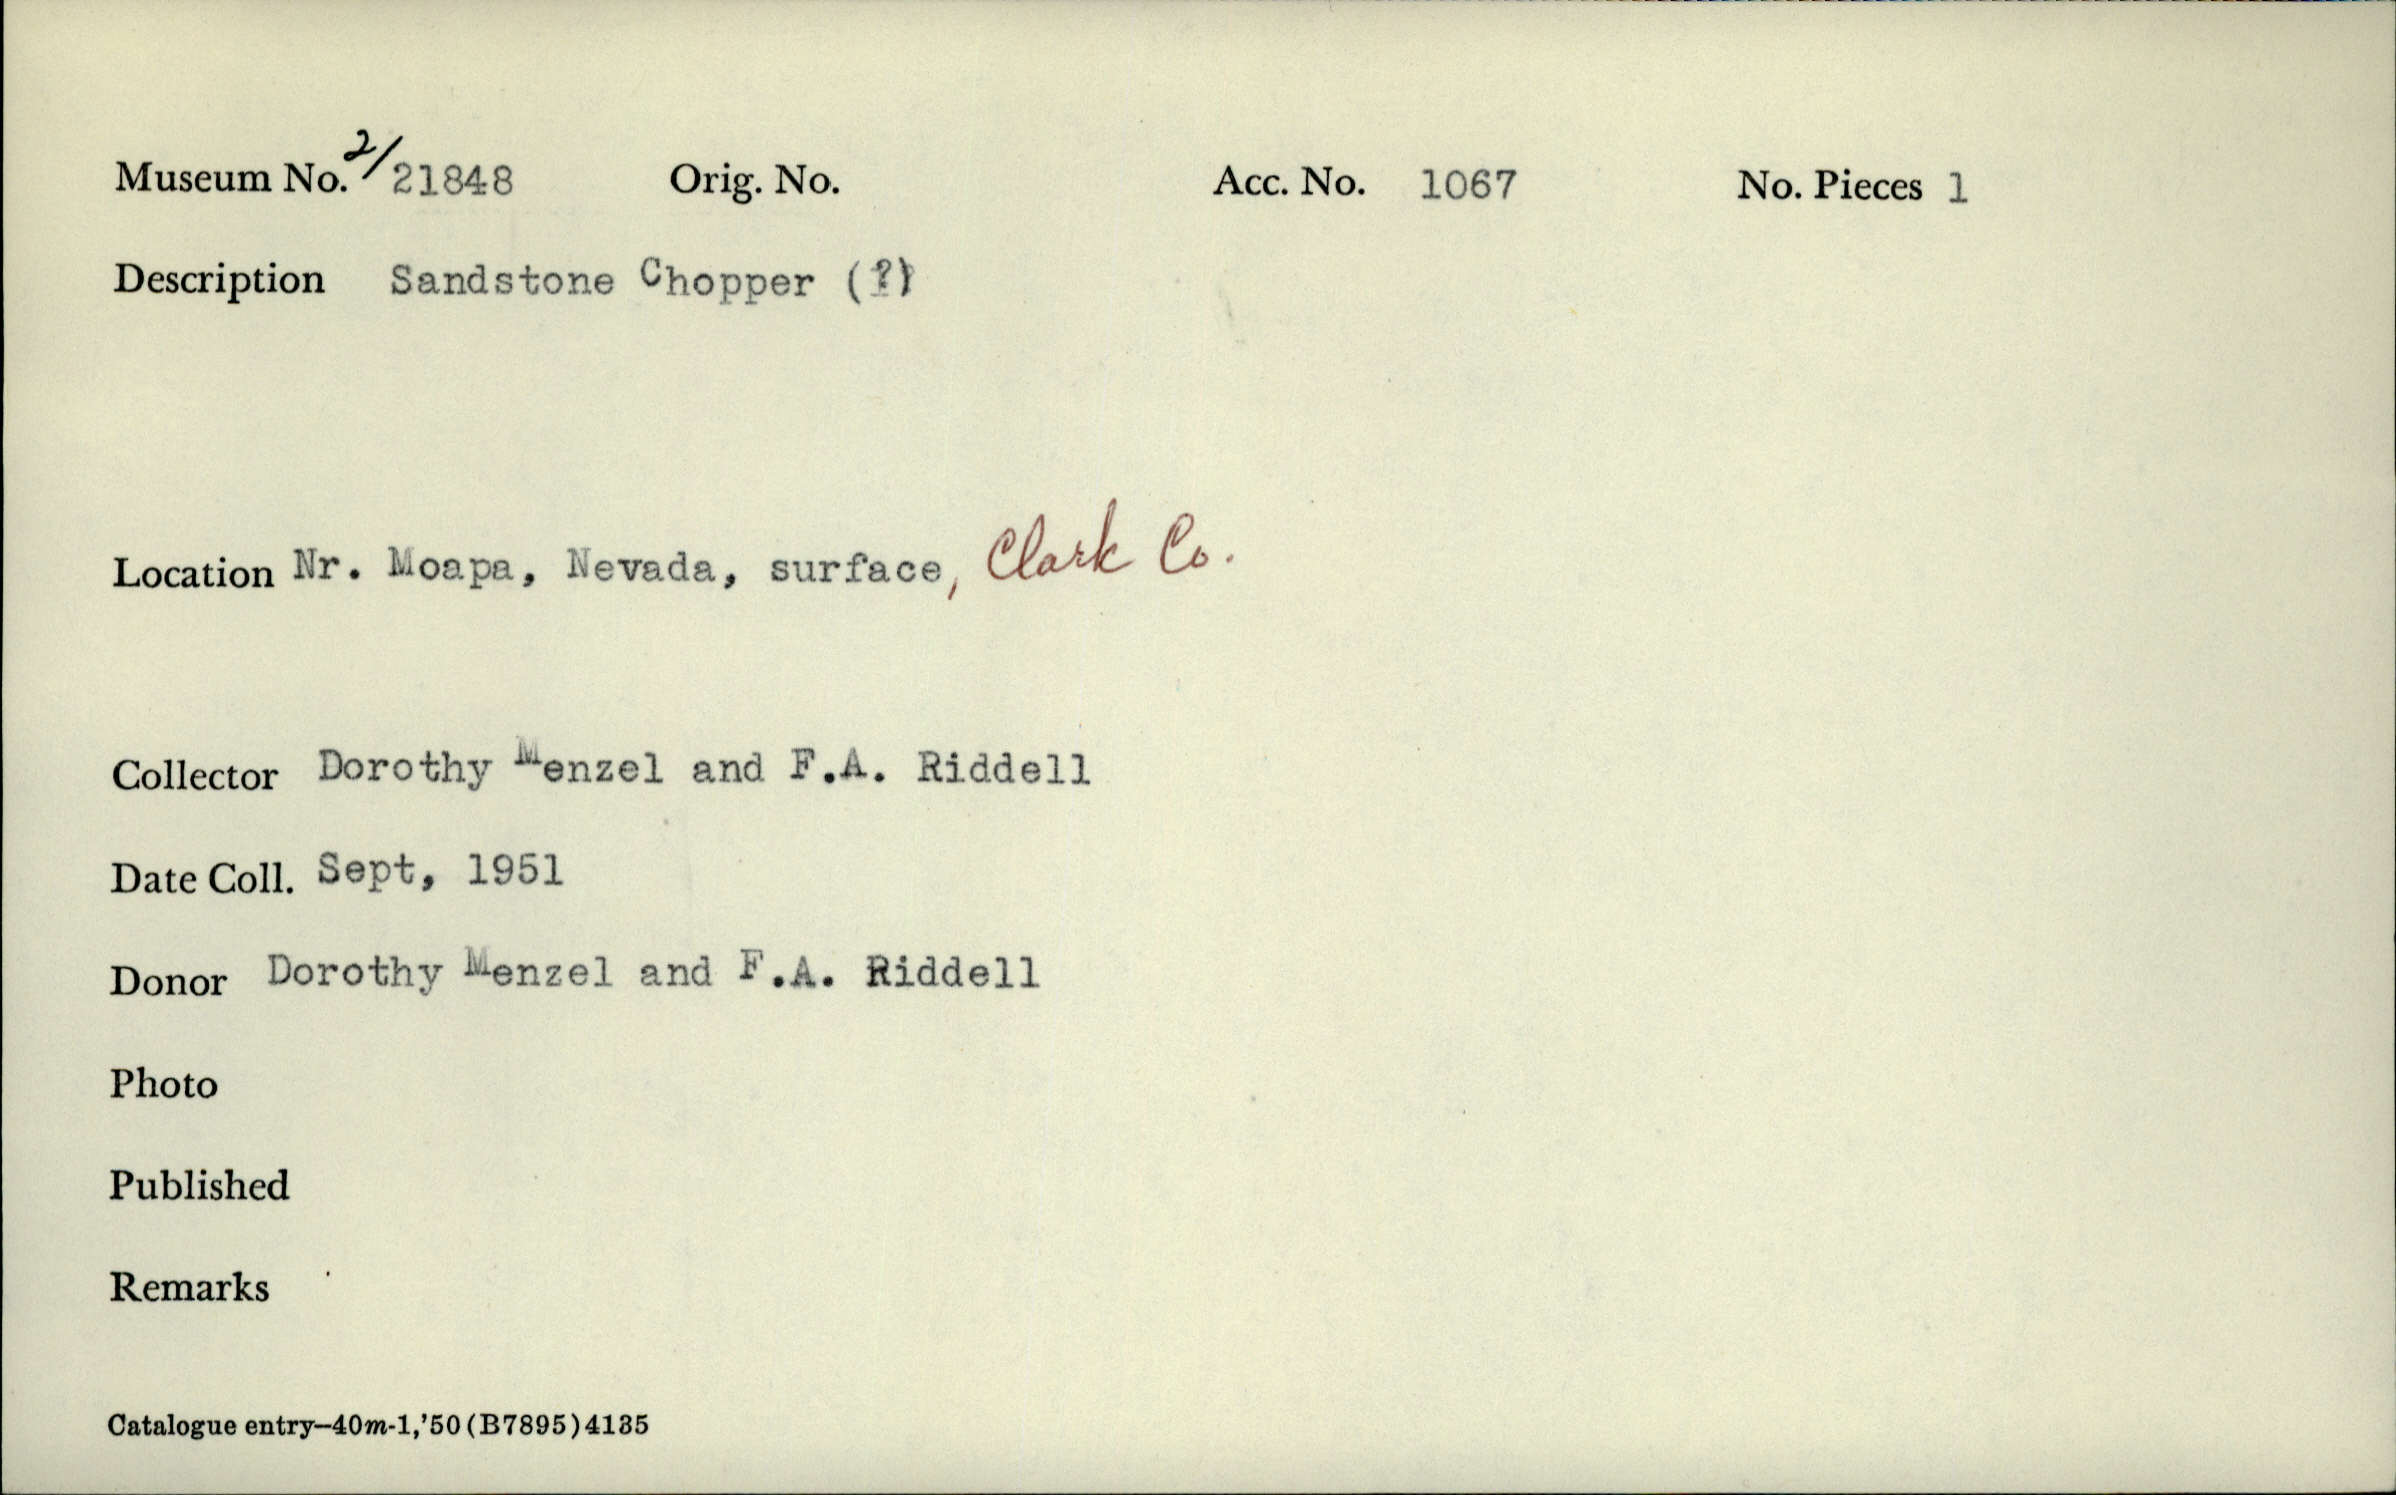 Museum No. 2/21848 Orig. No. Acc. No. 1067 No. Pieces 1
Description Sandstone Chopper (?)
Location Nr. Moapa, Nevada, surface, Clark Co.
Collector Dorothy Menzel and F.A. Riddell
Date Coll. Sept, 1951
Donor Dorothy Menzel and F.A. Riddell
Photo
Published
Remarks
Catalogue entry—40m-1,'50(B7895)4135